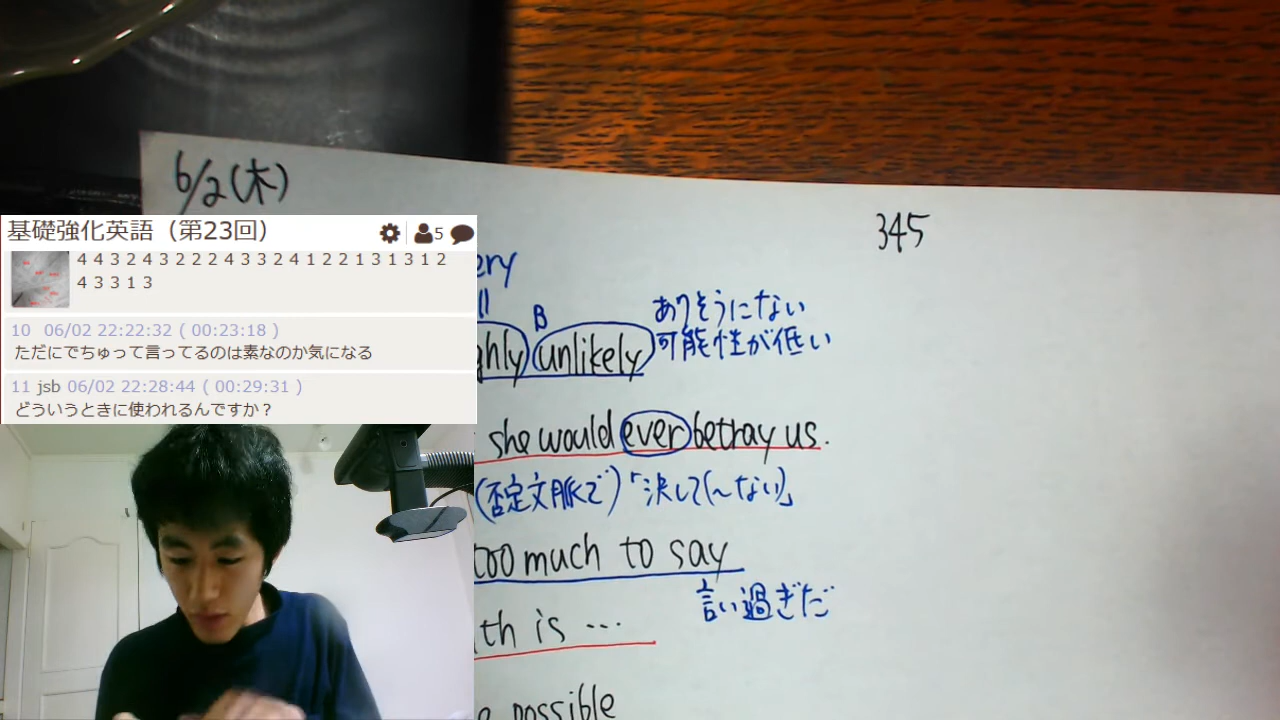 6/2(木)
345
基礎強化英語（第23回）
5
4 4 3 2 4 3 2 2 2 4 3 3 2 4 1 2 2 1 3 1 3 1 2
4 3 3 1 3
10 06/02 22:22:32 ( 00:23:18 )
ただにでちゅって言ってるのは素なのか気になる
11 jsb 06/02 22:28:44 ( 00:29:31 )
どういうときに使われるんですか？
ery
B ありそうにない
ghly unlikely 可能性が低い
she would ever betray us.
(否定文脈で)「決して(～ない)」
too much to say
言い過ぎだ
th is …
possible